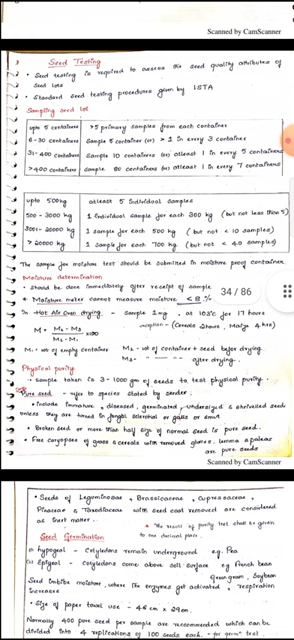 Scanned by CamScanner
Seed Testing
• Seed testing is required to assess the seed quality attributes of
seed lots
• Standard seed testing procedures given by ISTA
Sampling seed lot
upto 5 containers >5 primary samples from each container
6-30 containers Sample 5 container (or) > 1 in every 3 container
31-400 containers Sample 10 containers (or) atleast 1 in every 5 containers
>400 containers sample 80 containers (or) atleast 1 in every 7 containers
upto 500kg atleast 5 individual samples
500 - 3000 kg 1 individual sample for each 300 kg (but not less than 5)
3001- 20000 kg 1 sample for each 500 kg (but not < 10 samples)
> 20000 kg 1 sample for each 700 kg (but not < 40 samples)
The sample for moisture test should be submitted in moisture proof container
Moisture determination
• should be done immediately after receipt of sample
• Moisture meter cannot measure moisture < 8 %
34 / 86
In Hot Air Oven drying - Sample at 103°C for 17 hours
(Cereals 2 hours, Maize 4 hrs)
M = M2 - M3 / M2 - M1 x100
M1 - wt of empty container M2 - wt of container + seed before drying
M3 - after drying
Physical purity
• Sample taken is 3 - 1000 gm of seeds to test physical purity
Pure seed - refer to species stated by sender
• include immature, diseased, germinated, undersized & shrivelled seeds
unless they are turned in fungal sclerotial or galls or smut
• Broken seed or more than half size of normal seed is pure seed.
• Free caryopses of grass & cereals with removed glumes, lemma & paleas
are pure seeds
Scanned by CamScanner
• Seeds of Leguminosae, Brassicaceae, Cupressaceae,
Pinaceae & Taxodiaceae with seed coat removed are considered
as inert matter.
* The result of purity test shall be given
to one decimal place
Seed Germination
hypogeal - Cotyledons remain underground eg. Pea
Epigeal - Cotyledons come above soil surface eg French bean
Greengram, Soybean
Seed imbibe moisture, where the enzymes get activated, respiration
increases
• Size of paper towel use - 46 cm x 29cm.
Normally 400 pure seed per sample are recommended which can be
divided into 4 replications of 100 seeds each. - for germn test